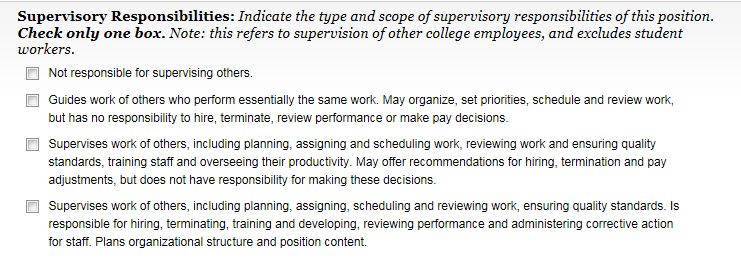 Supervisory Responsibilities: Indicate the type and scope of supervisory responsibilities of this position.
Check only one box. Note: this refers to supervision of other college employees, and excludes student
workers.
Not responsible for supervising others.
Guides work of others who perform essentially the same work. May organize, set priorities, schedule and review work,
but has no responsibility to hire, terminate, review performance or make pay decisions.
Supervises work of others, including planning, assigning and scheduling work, reviewing work and ensuring quality
standards, training staff and overseeing their productivity. May offer recommendations for hiring, termination and pay
adjustments, but does not have responsibility for making these decisions.
Supervises work of others, including planning, assigning, scheduling and reviewing work, ensuring quality standards. Is
responsible for hiring, terminating, training and developing, reviewing performance and administering corrective action
for staff. Plans organizational structure and position content.